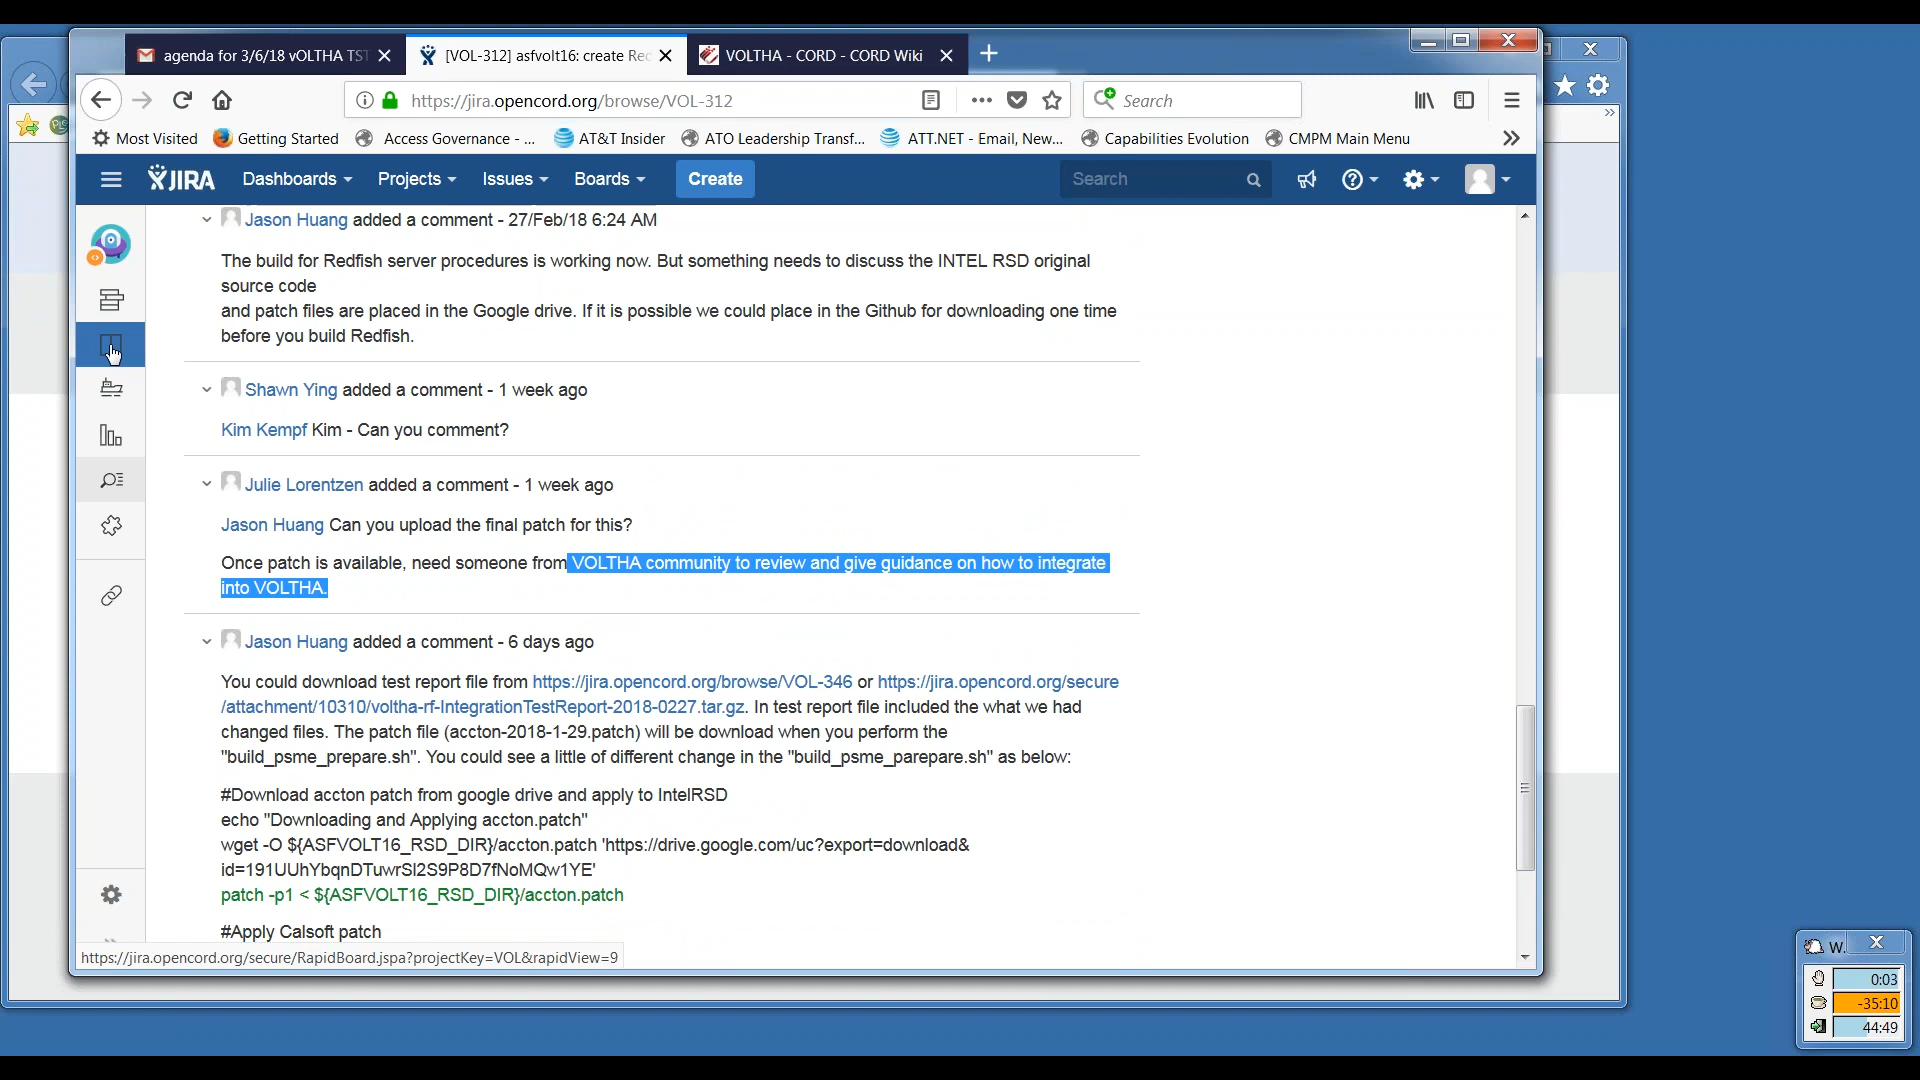 agenda for 3/6/18 vOLTHA TST
[VOL-312] asfvolt16: create Rec
VOLTHA - CORD - CORD Wiki
https://jira.opencord.org/browse/VOL-312
Search
Most Visited
Getting Started
Access Governance - ...
AT&T Insider
ATO Leadership Transf...
ATT.NET - Email, New...
Capabilities Evolution
CMPM Main Menu
JIRA
Dashboards
Projects
Issues
Boards
Create
Search
Jason Huang added a comment - 27/Feb/18 6:24 AM
The build for Redfish server procedures is working now. But something needs to discuss the INTEL RSD original
source code
and patch files are placed in the Google drive. If it is possible we could place in the Github for downloading one time
before you build Redfish.
Shawn Ying added a comment - 1 week ago
Kim Kempf Kim - Can you comment?
Julie Lorentzen added a comment - 1 week ago
Jason Huang Can you upload the final patch for this?
Once patch is available, need someone from VOLTHA community to review and give guidance on how to integrate
into VOLTHA.
Jason Huang added a comment - 6 days ago
You could download test report file from https://jira.opencord.org/browse/VOL-346 or https://jira.opencord.org/secure
/attachment/10310/voltha-rf-IntegrationTestReport-2018-0227.tar.gz. In test report file included the what we had
changed files. The patch file (accton-2018-1-29.patch) will be download when you perform the
"build_psme_prepare.sh". You could see a little of different change in the "build_psme_parepare.sh" as below:
#Download accton patch from google drive and apply to IntelRSD
echo "Downloading and Applying accton.patch"
wget -O ${ASFVOLT16_RSD_DIR}/accton.patch 'https://drive.google.com/uc?export=download&
id=191UUhYbqnDTuwrSl2S9P8D7fNoMQw1YE'
patch -p1 < ${ASFVOLT16_RSD_DIR}/accton.patch
#Apply Calsoft patch
https://jira.opencord.org/secure/RapidBoard.jspa?projectKey=VOL&rapidView=9
W.
0:03
-35:10
44:49